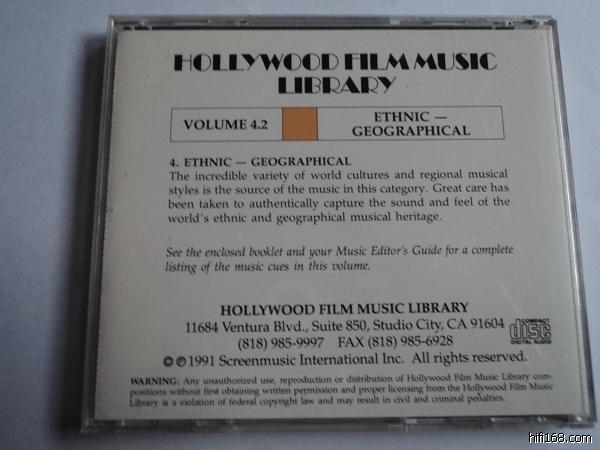 HOLLYWOOD FILM MUSIC
LIBRARY
VOLUME 4.2
ETHNIC —
GEOGRAPHICAL
4. ETHNIC — GEOGRAPHICAL
The incredible variety of world cultures and regional musical
styles is the source of the music in this category. Great care has
been taken to authentically capture the sound and feel of the
world's ethnic and geographical musical heritage.
See the enclosed booklet and your Music Editor's Guide for a complete
listing of the music cues in this volume.
HOLLYWOOD FILM MUSIC LIBRARY
11684 Ventura Blvd., Suite 850, Studio City, CA 91604
(818) 985-9997 FAX (818) 985-6928
© ℗ 1991 Screenmusic International Inc. All rights reserved.
COMPACT
disc
DIGITAL AUDIO
WARNING: Any unauthorized use, reproduction or distribution of Hollywood Film Music Library com-
positions without first obtaining written permission and proper licensing from the Hollywood Film Music
Library is a violation of federal copyright law and may result in civil and criminal penalties.
hifi168.com